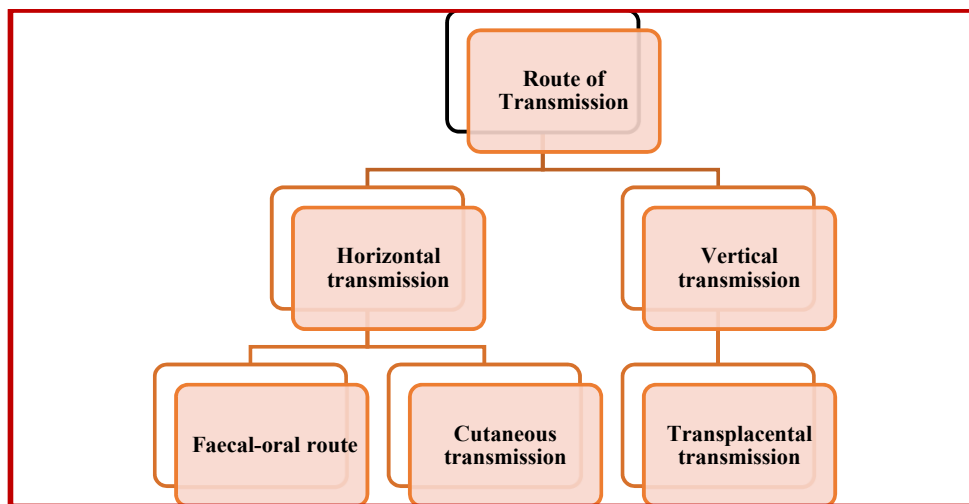 Route of
Transmission
Horizontal
transmission
Vertical
transmission
Faecal-oral route
Cutaneous
transmission
Transplacental
transmission